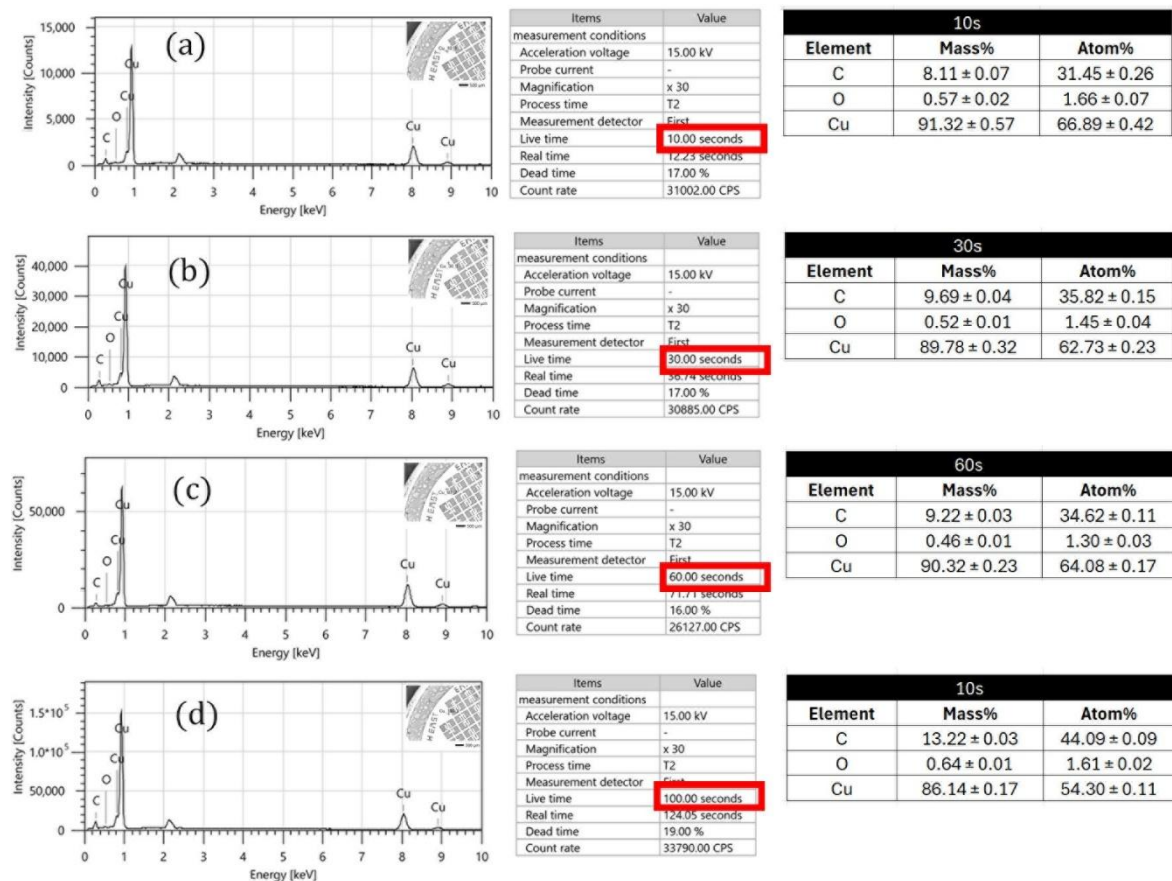 15,000
10,000
5,000
0
Intensity [Counts]
(a)
C
O
Cu
Cu
Cu
Cu
0 1 2 3 4 5 6 7 8 9 10
Energy [keV]
Items Value
measurement conditions
Acceleration voltage 15.00 kV
Probe current -
Magnification x 30
Process time T2
Measurement detector First
Live time 10.00 seconds
Real time 12.23 seconds
Dead time 17.00 %
Count rate 31002.00 CPS
10s
Element Mass% Atom%
C 8.11 ± 0.07 31.45 ± 0.26
O 0.57 ± 0.02 1.66 ± 0.07
Cu 91.32 ± 0.57 66.89 ± 0.42
40,000
30,000
20,000
10,000
0
Intensity [Counts]
(b)
C
O
Cu
Cu
Cu
Cu
0 1 2 3 4 5 6 7 8 9 10
Energy [keV]
Items Value
measurement conditions
Acceleration voltage 15.00 kV
Probe current -
Magnification x 30
Process time T2
Measurement detector First
Live time 30.00 seconds
Real time 36.74 seconds
Dead time 17.00 %
Count rate 30885.00 CPS
30s
Element Mass% Atom%
C 9.69 ± 0.04 35.82 ± 0.15
O 0.52 ± 0.01 1.45 ± 0.04
Cu 89.78 ± 0.32 62.73 ± 0.23
50,000
0
Intensity [Counts]
(c)
C
O
Cu
Cu
Cu
Cu
0 1 2 3 4 5 6 7 8 9 10
Energy [keV]
Items Value
measurement conditions
Acceleration voltage 15.00 kV
Probe current -
Magnification x 30
Process time T2
Measurement detector First
Live time 60.00 seconds
Real time 71.71 seconds
Dead time 16.00 %
Count rate 26127.00 CPS
60s
Element Mass% Atom%
C 9.22 ± 0.03 34.62 ± 0.11
O 0.46 ± 0.01 1.30 ± 0.03
Cu 90.32 ± 0.23 64.08 ± 0.17
1.5*10⁵
1.0*10⁵
50,000
0
Intensity [Counts]
(d)
C
O
Cu
Cu
Cu
Cu
0 1 2 3 4 5 6 7 8 9 10
Energy [keV]
Items Value
measurement conditions
Acceleration voltage 15.00 kV
Probe current -
Magnification x 30
Process time T2
Measurement detector First
Live time 100.00 seconds
Real time 124.05 seconds
Dead time 19.00 %
Count rate 33790.00 CPS
10s
Element Mass% Atom%
C 13.22 ± 0.03 44.09 ± 0.09
O 0.64 ± 0.01 1.61 ± 0.02
Cu 86.14 ± 0.17 54.30 ± 0.11